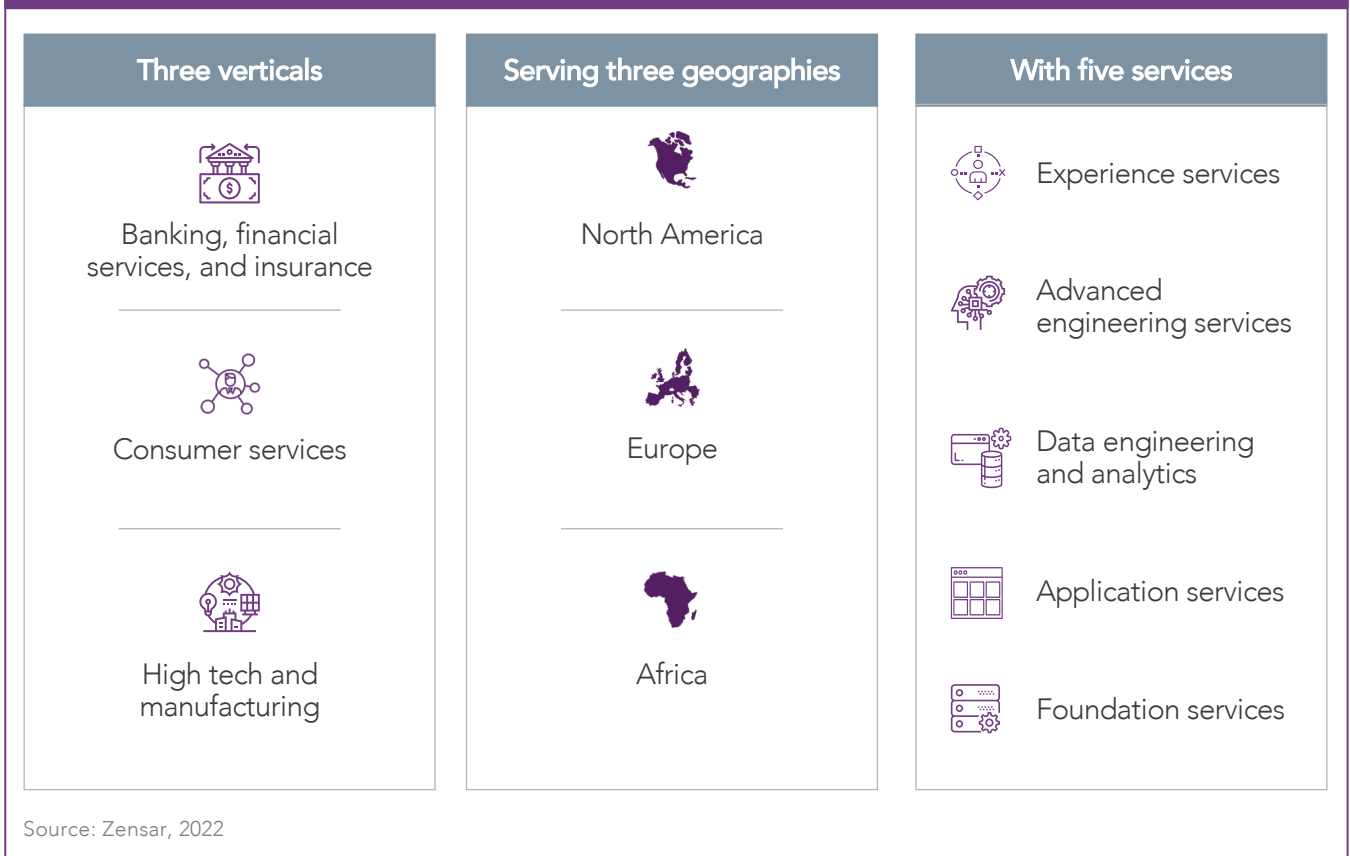 Three verticals
Banking, financial
services, and insurance
Consumer services
High tech and
manufacturing
Serving three geographies
North America
Europe
Africa
With five services
Experience services
Advanced
engineering services
Data engineering
and analytics
Application services
Foundation services
Source: Zensar, 2022